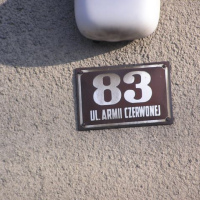 83
UL. ARMII CZERWONEJ